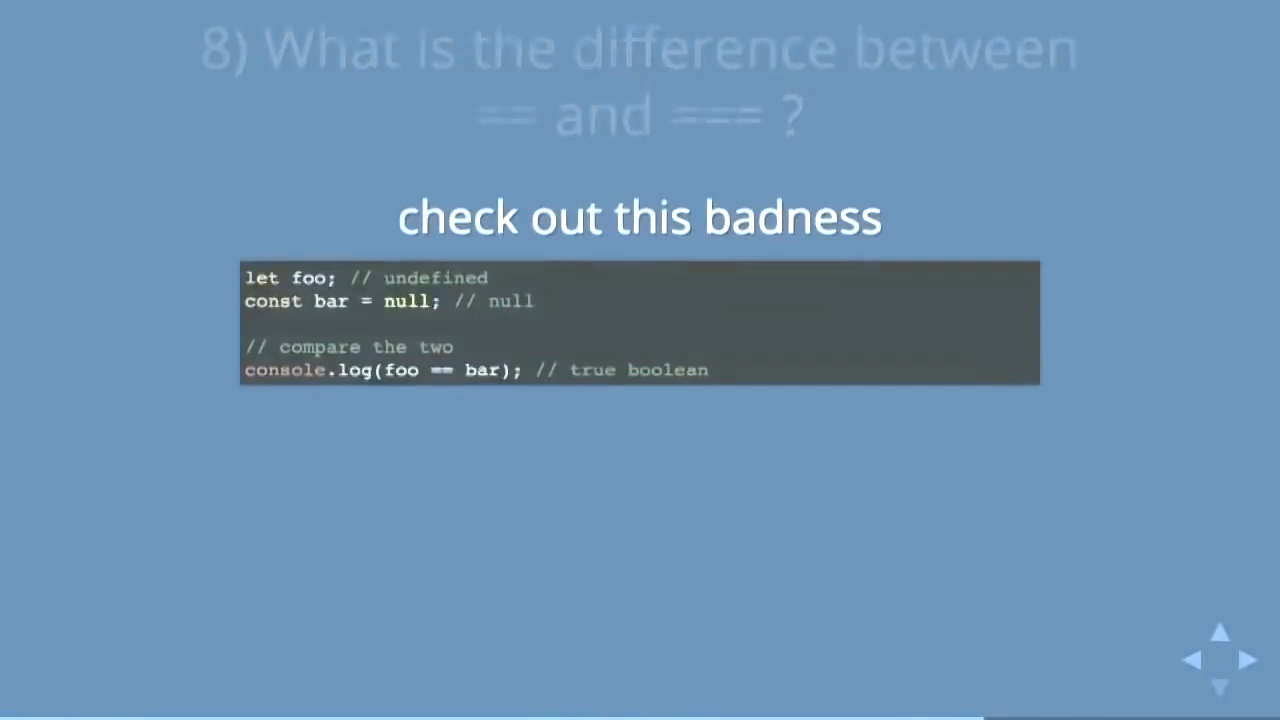 8) What is the difference between
== and === ?
check out this badness
let foo; // undefined
const bar = null; // null
// compare the two
console.log(foo == bar); // true boolean